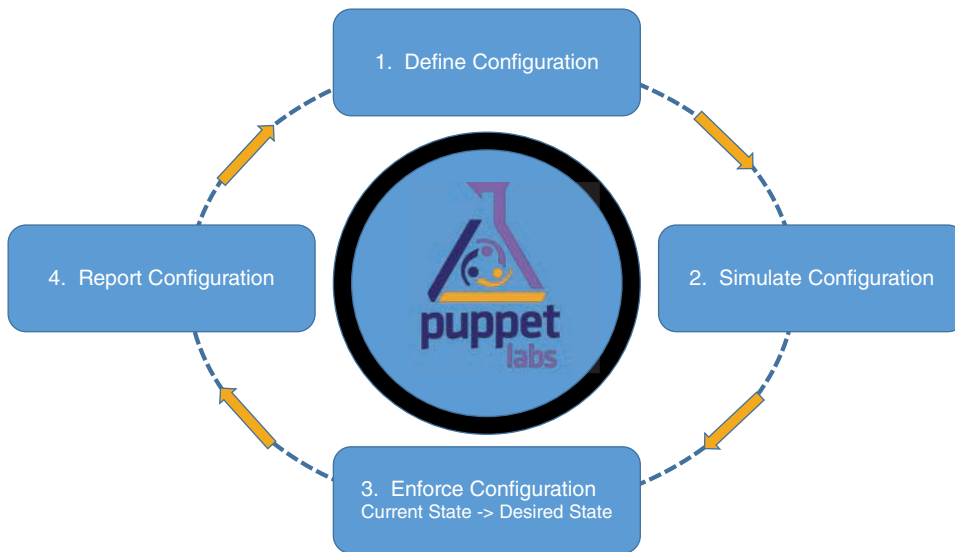 1. Define Configuration
4. Report Configuration
puppet
labs
2. Simulate Configuration
3. Enforce Configuration
Current State -> Desired State